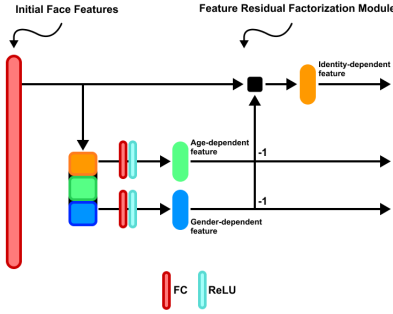 Initial Face Features
Feature Residual Factorization Module
Identity-dependent
feature
Age-dependent
feature
-1
-1
Gender-dependent
feature
FC
ReLU